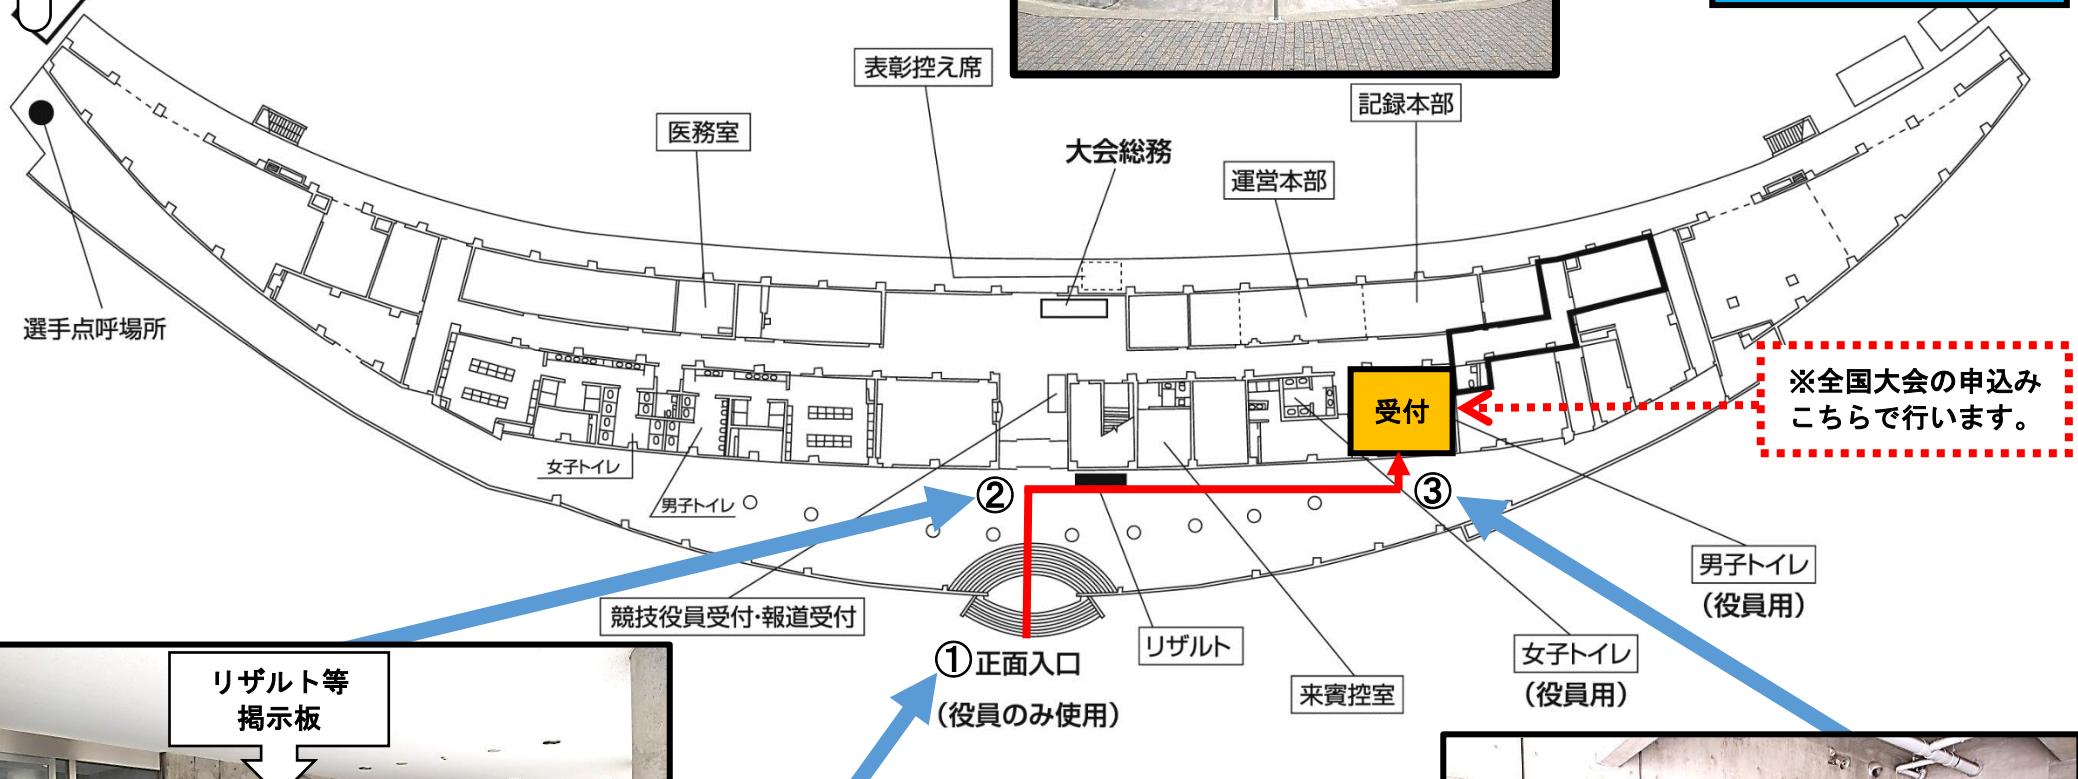 表彰控え席
記録本部
医務室
大会総務
運営本部
選手点呼場所
※全国大会の申込み
こちらで行います。
受付
女子トイレ
男子トイレ
②
③
競技役員受付・報道受付
男子トイレ
（役員用）
リザルト
女子トイレ
（役員用）
①正面入口
（役員のみ使用）
来賓控室
リザルト等
掲示板